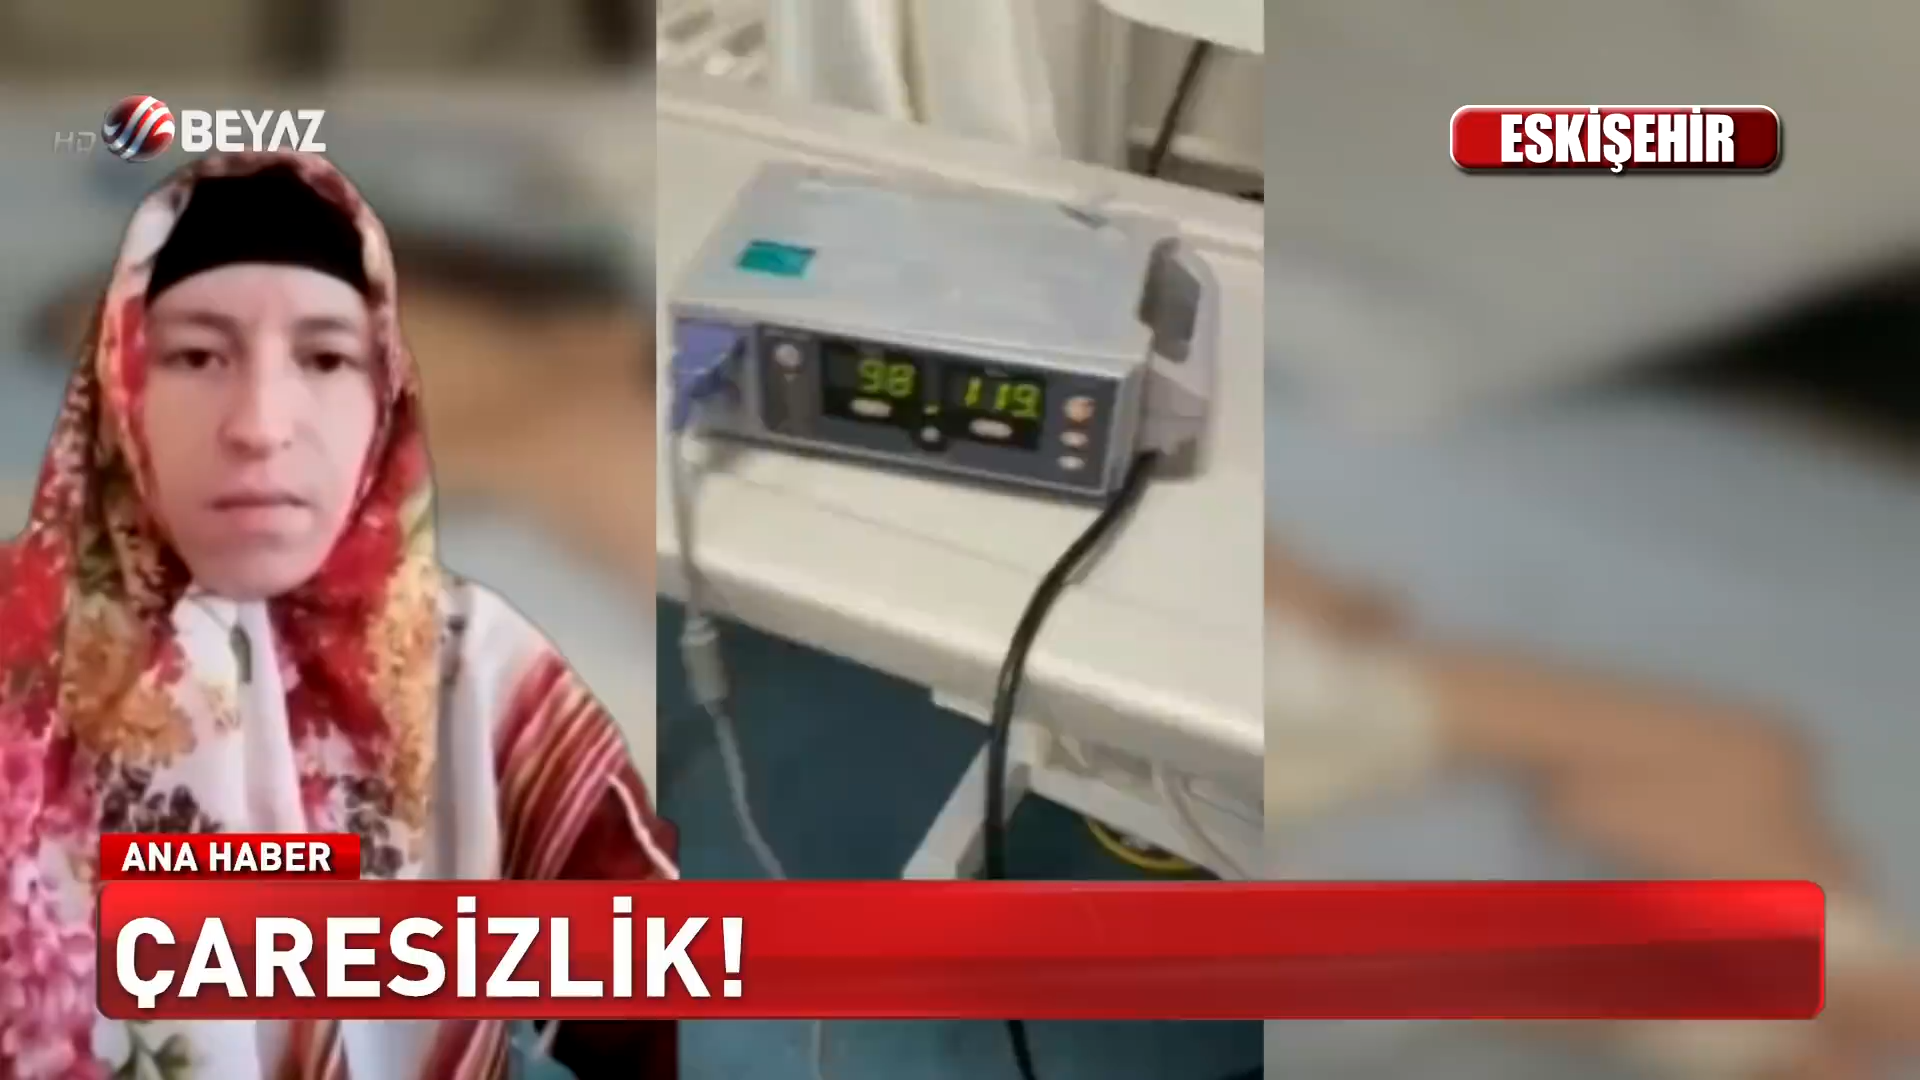 HD BEYAZ
ESKİŞEHİR
98 119
ANA HABER
ÇARESİZLİK!